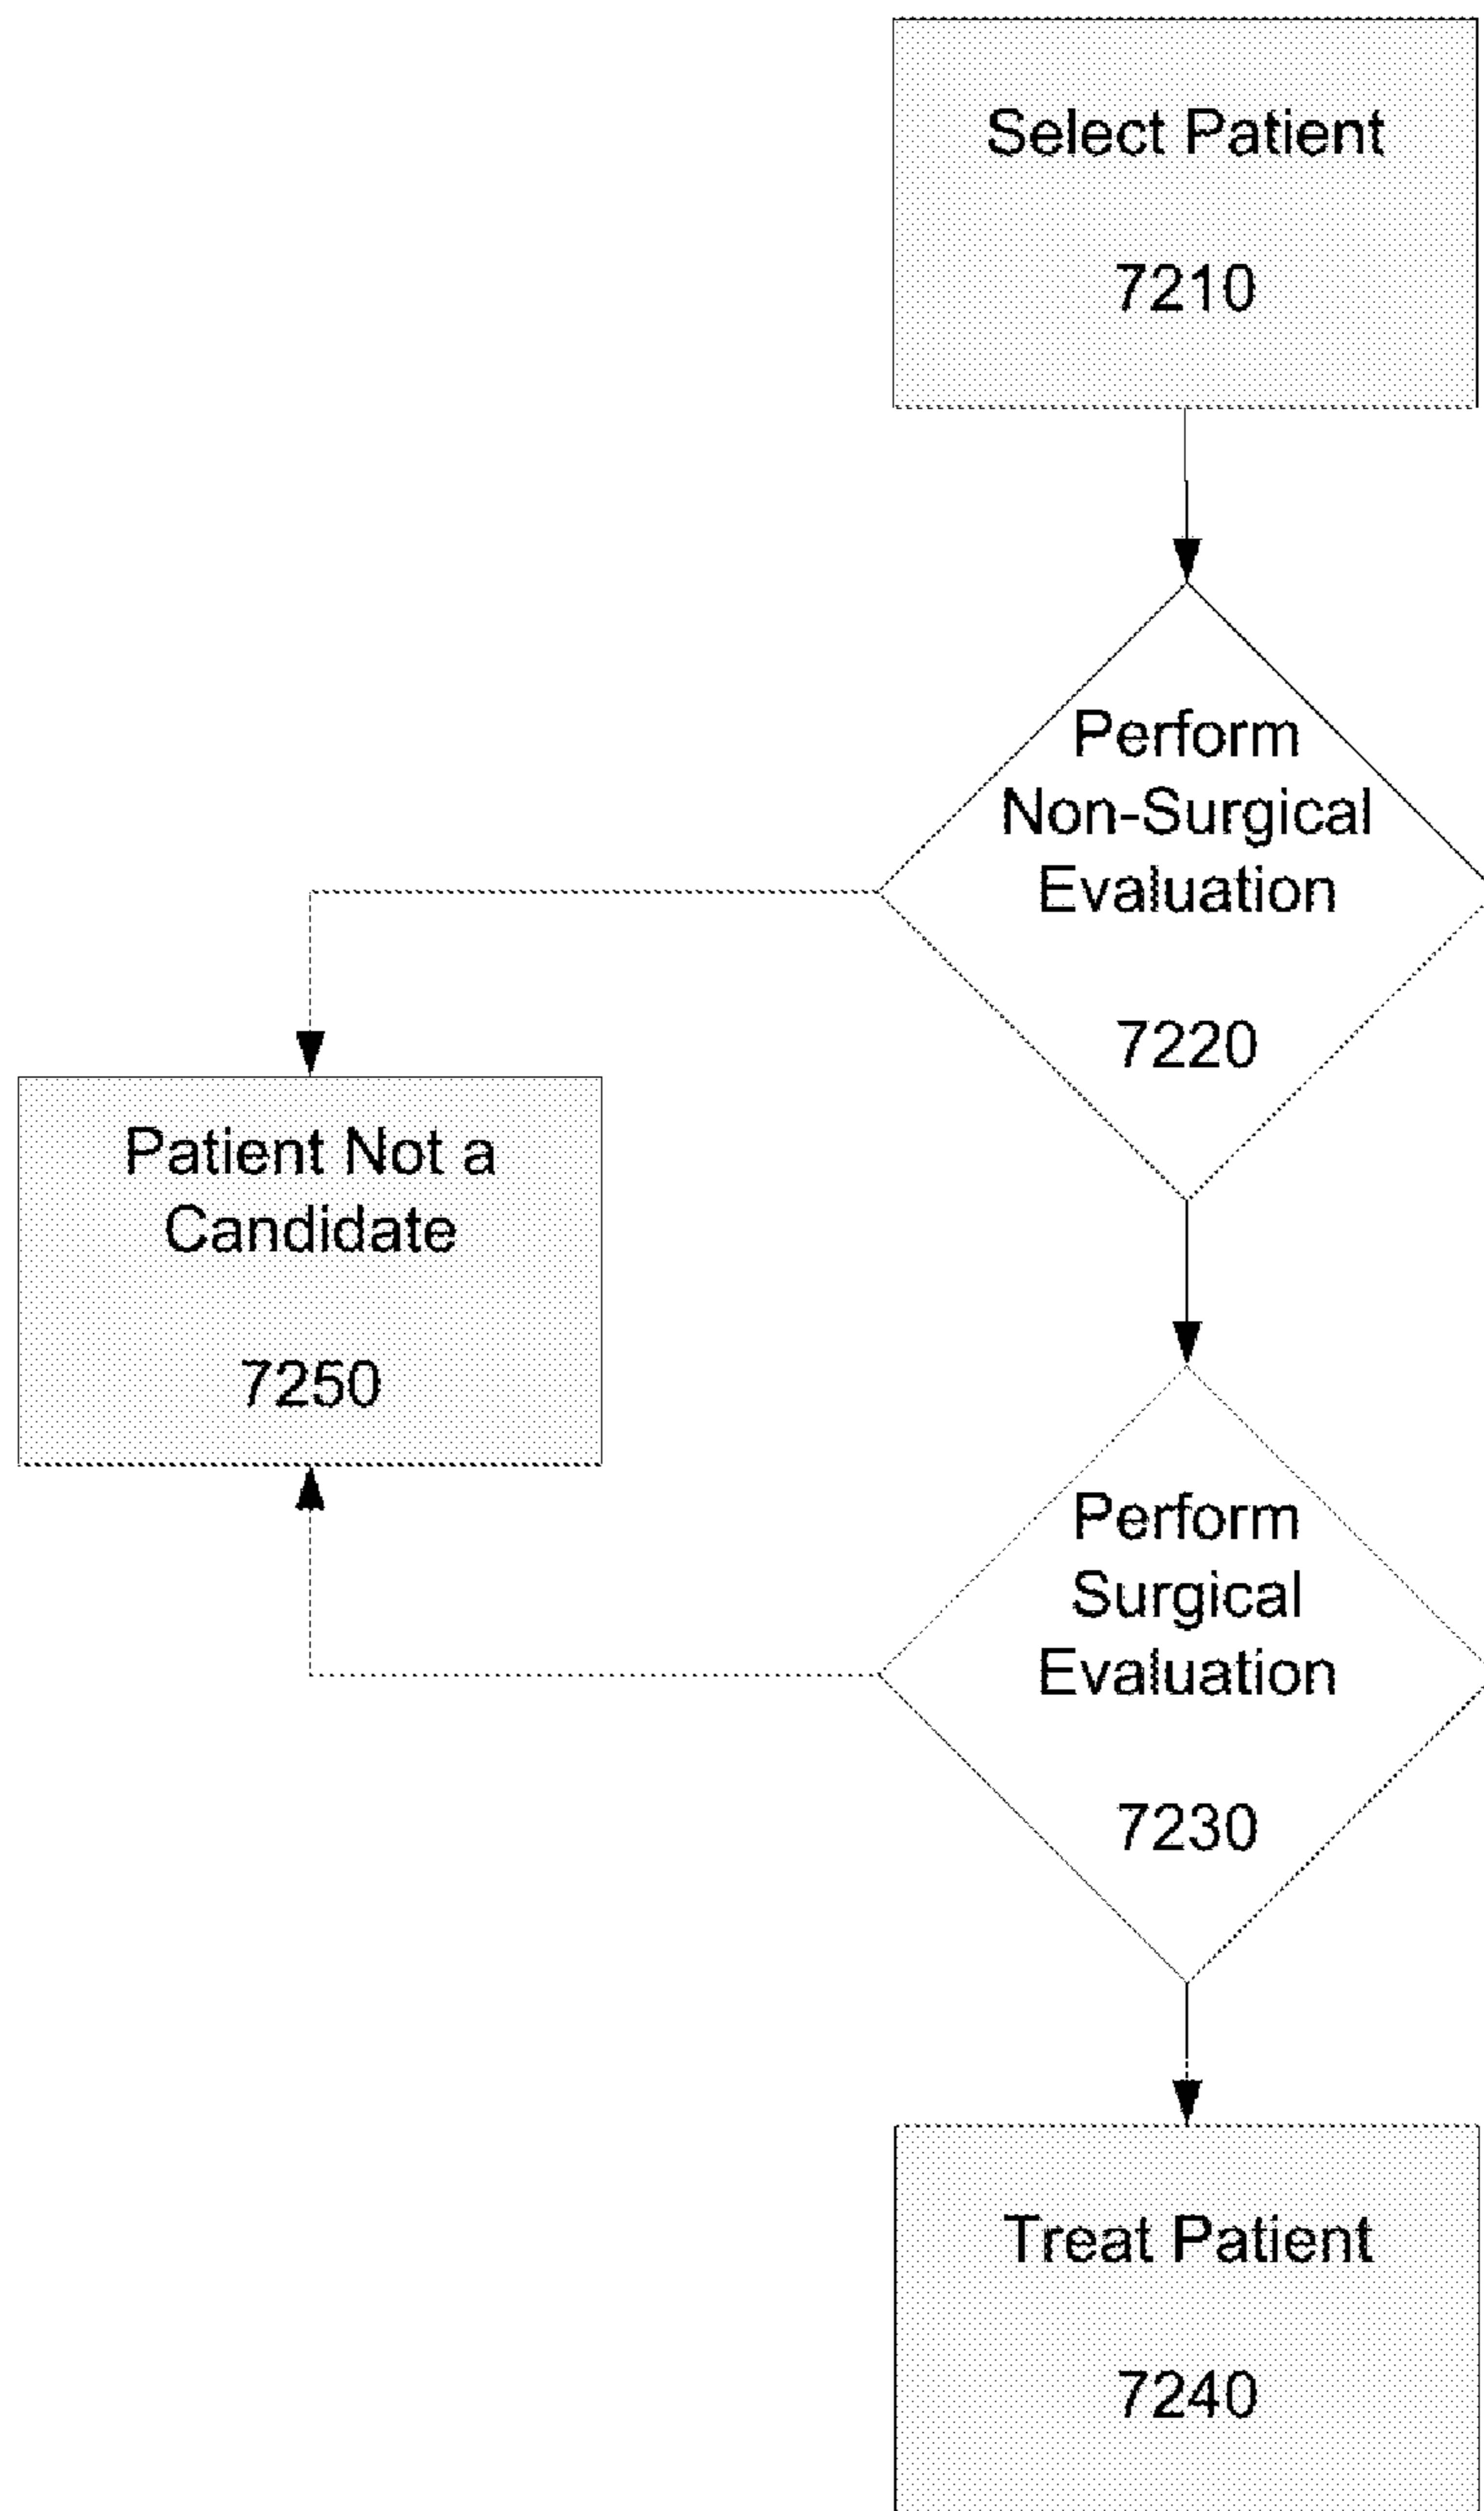 Select Patient
7210
Perform
Non-Surgical
Evaluation
7220
Patient Not a
Candidate
7250
Perform
Surgical
Evaluation
7230
Treat Patient
7240